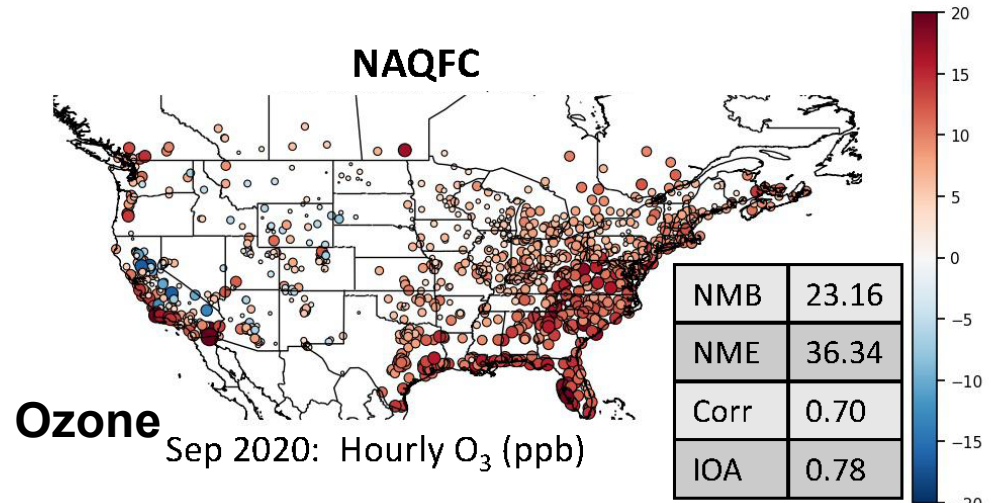 NAQFC
20
15
10
5
0
−5
−10
−15
−20
NMB 23.16
NME 36.34
Corr 0.70
IOA 0.78
Ozone
Sep 2020: Hourly O₃ (ppb)